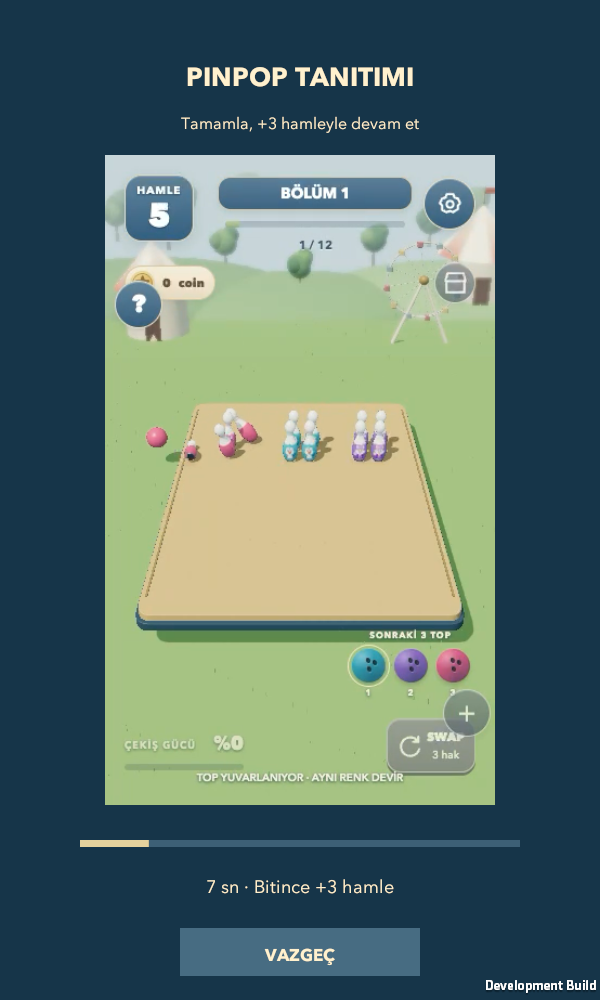 PINPOP TANITIMI
Tamamla, +3 hamleyle devam et
HAMLE
5
BÖLÜM 1
1 / 12
0 coin
?
SONRAKİ 3 TOP
1 2 3
+
SWAP
3 hak
ÇEKİŞ GÜCÜ %0
TOP YUVARLANIYOR · AYNI RENK DEVİR
7 sn · Bitince +3 hamle
VAZGEÇ
Development Build